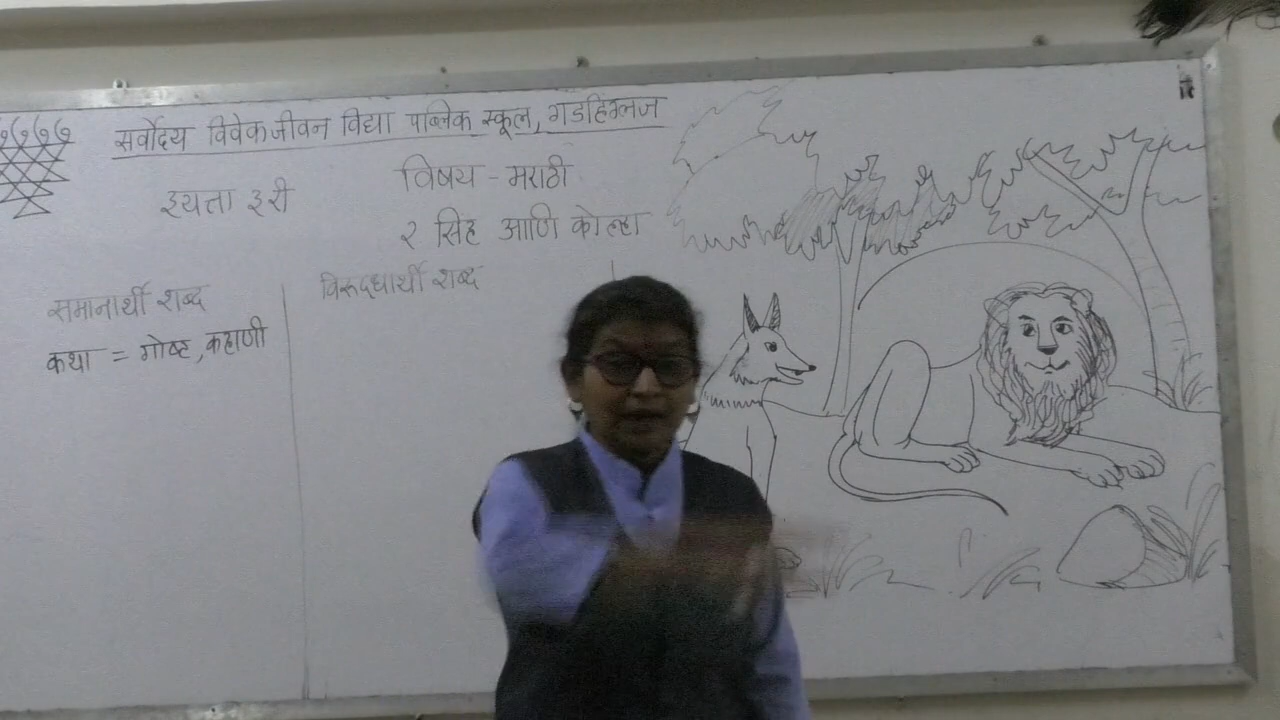 सर्वोदय विवेकजीवन विद्या पब्लिक स्कूल, गडहिंग्लज
विषय - मराठी
इयत्ता ३री
२ सिंह आणि कोल्हा
समानार्थी शब्द
विरूद्धार्थी शब्द
कथा = गोष्ट, कहाणी